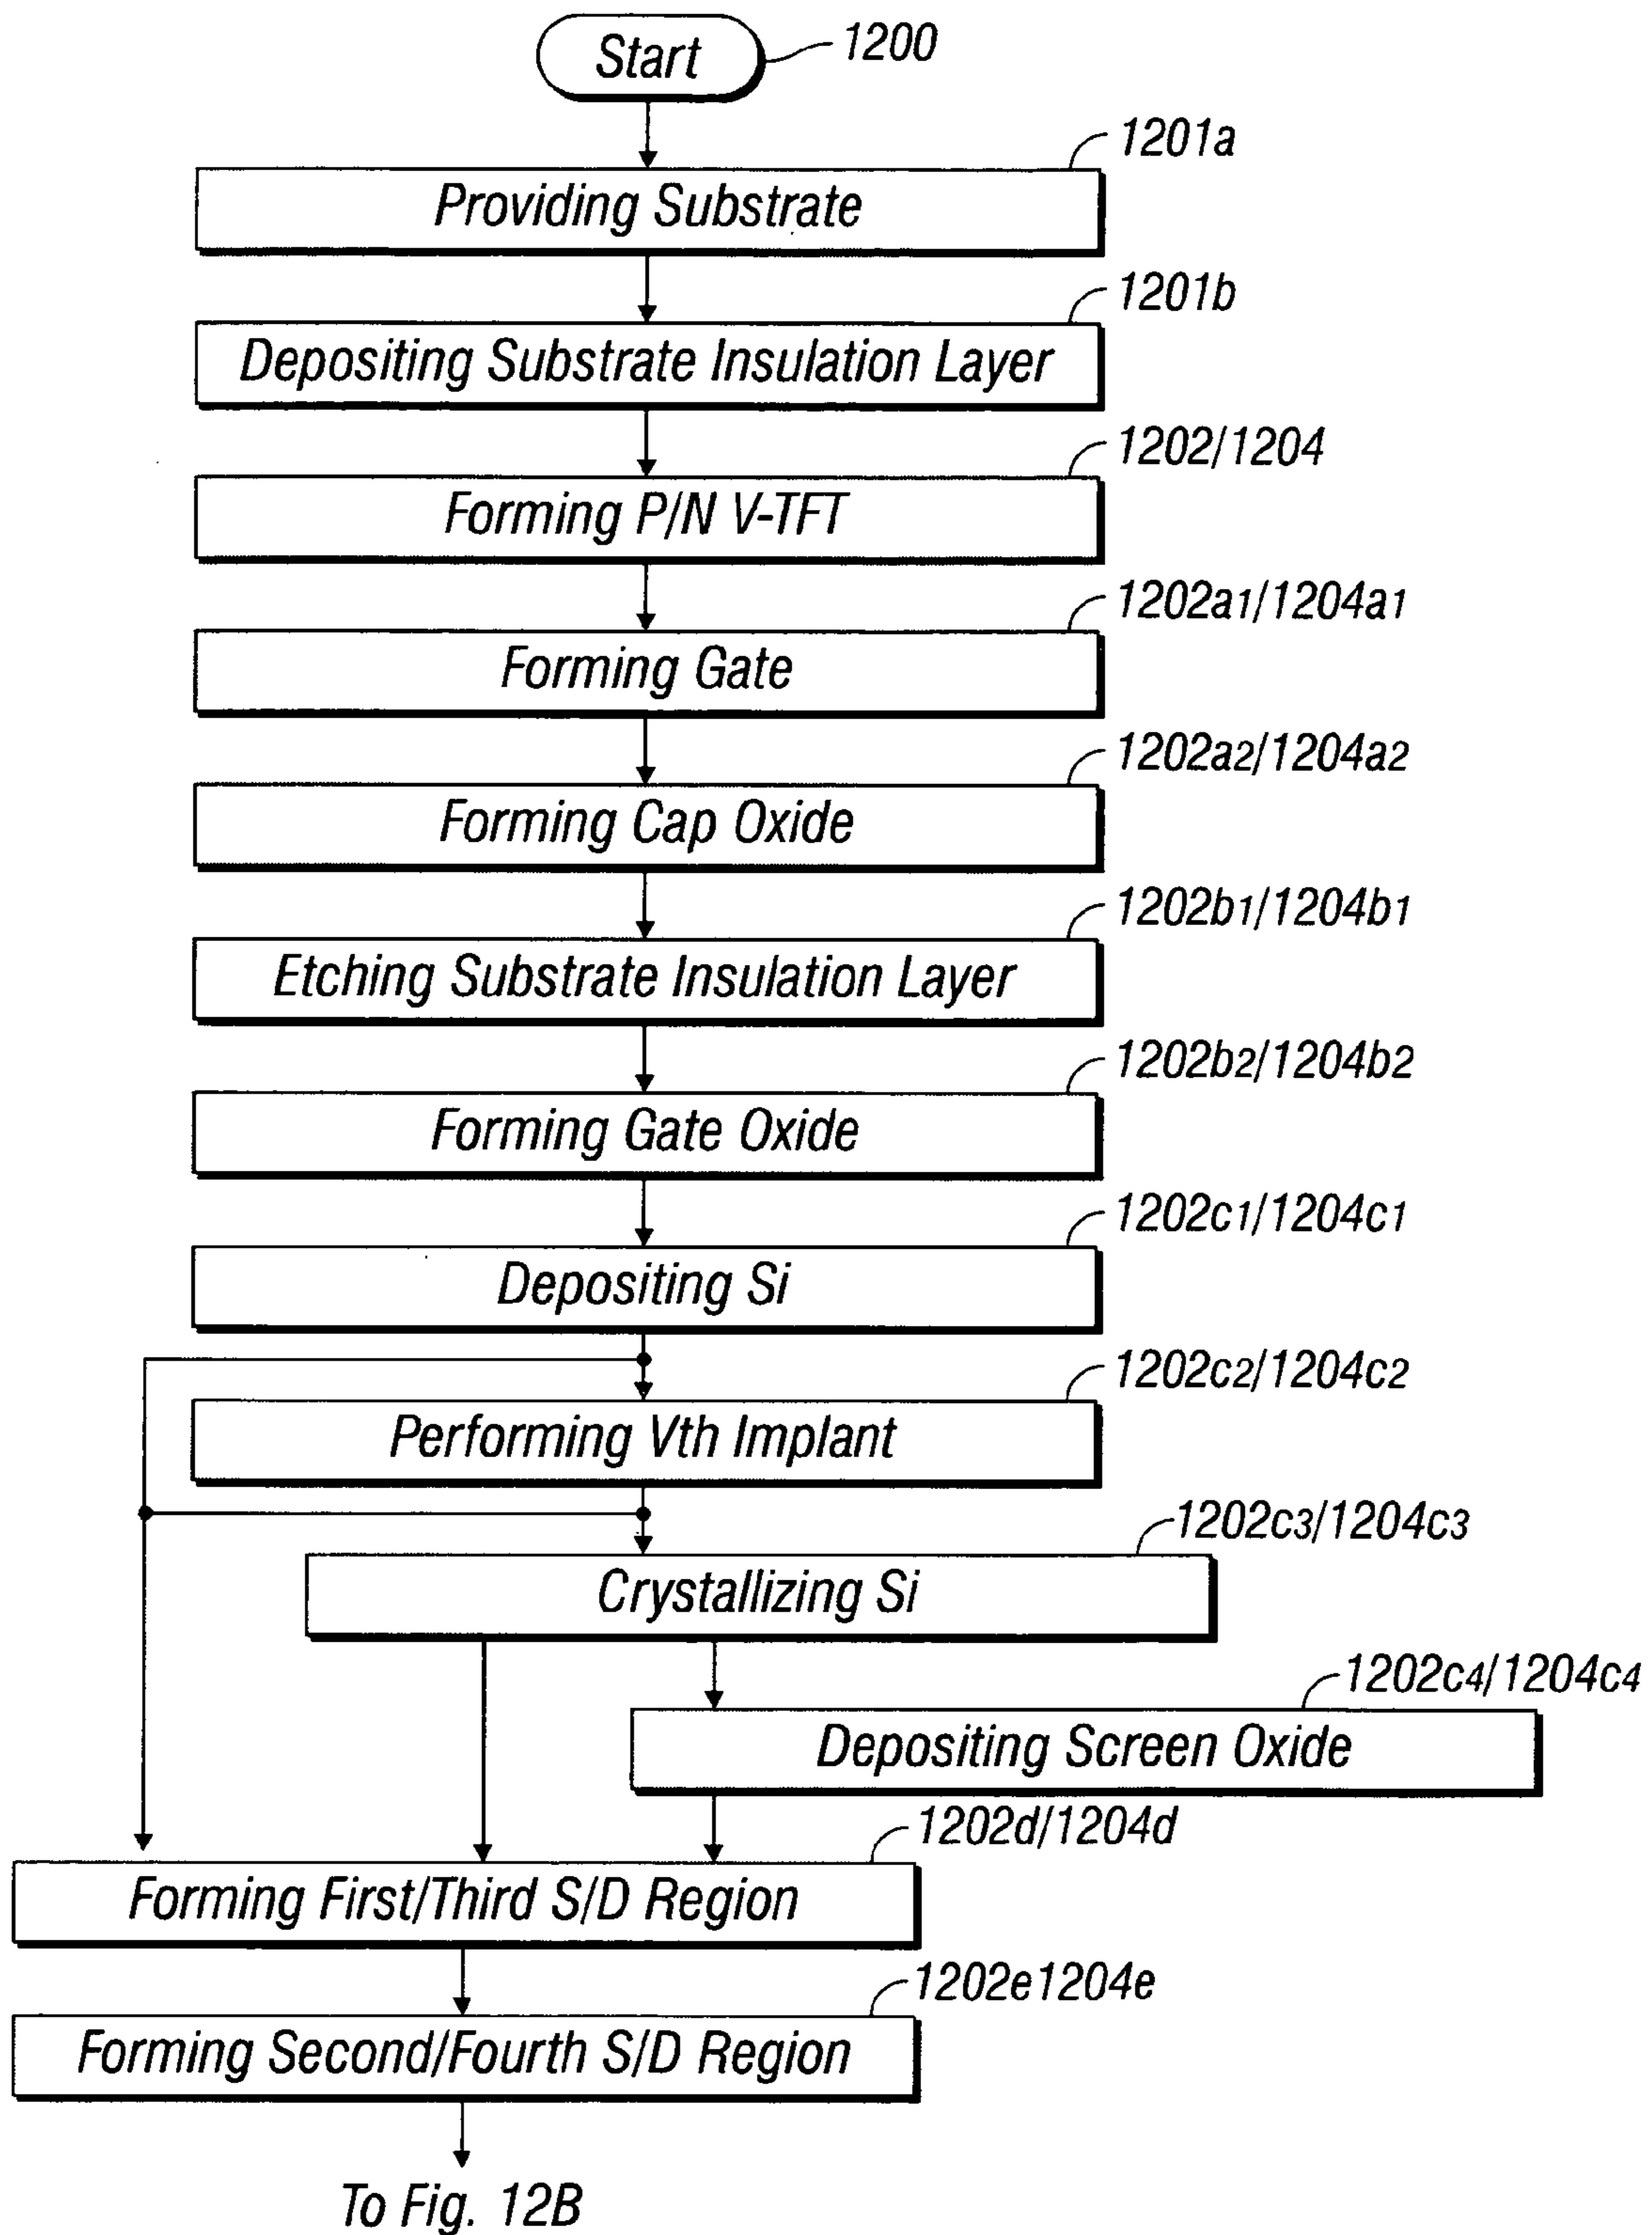 Start
1200
1201a
Providing Substrate
1201b
Depositing Substrate Insulation Layer
1202/1204
Forming P/N V-TFT
1202a1/1204a1
Forming Gate
1202a2/1204a2
Forming Cap Oxide
1202b1/1204b1
Etching Substrate Insulation Layer
1202b2/1204b2
Forming Gate Oxide
1202c1/1204c1
Depositing Si
1202c2/1204c2
Performing Vth Implant
1202c3/1204c3
Crystallizing Si
1202c4/1204c4
Depositing Screen Oxide
1202d/1204d
Forming First/Third S/D Region
1202e1204e
Forming Second/Fourth S/D Region
To Fig. 12B